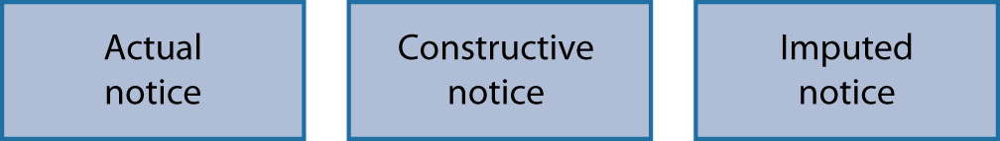 Actual
notice
Constructive
notice
Imputed
notice